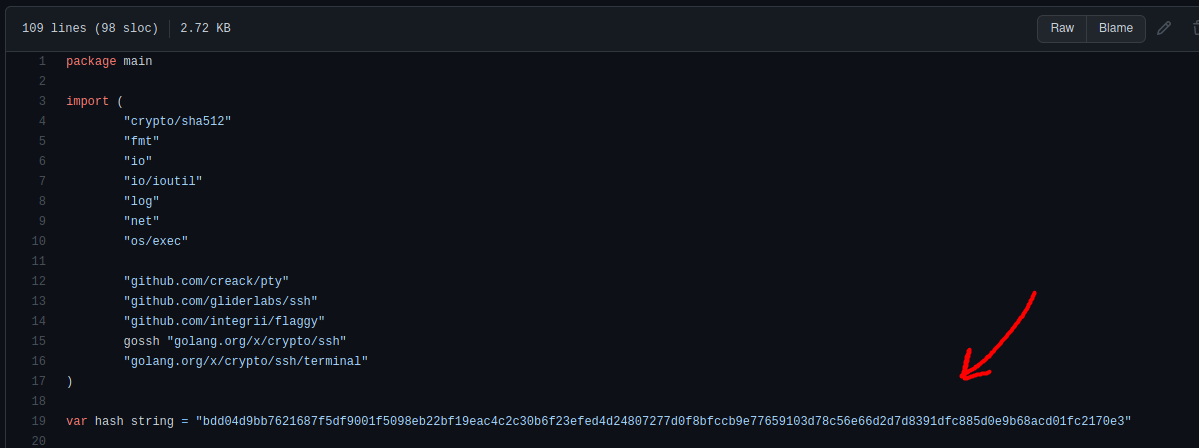 109 lines (98 sloc) 2.72 KB Raw Blame
1 package main
2
3 import (
4 "crypto/sha512"
5 "fmt"
6 "io"
7 "io/ioutil"
8 "log"
9 "net"
10 "os/exec"
11
12 "github.com/creack/pty"
13 "github.com/gliderlabs/ssh"
14 "github.com/integrii/flaggy"
15 gossh "golang.org/x/crypto/ssh"
16 "golang.org/x/crypto/ssh/terminal"
17 )
18
19 var hash string = "bdd04d9bb7621687f5df9001f5098eb22bf19eac4c2c30b6f23efed4d24807277d0f8bfccb9e77659103d78c56e66d2d7d8391dfc885d0e9b68acd01fc2170e3"
20